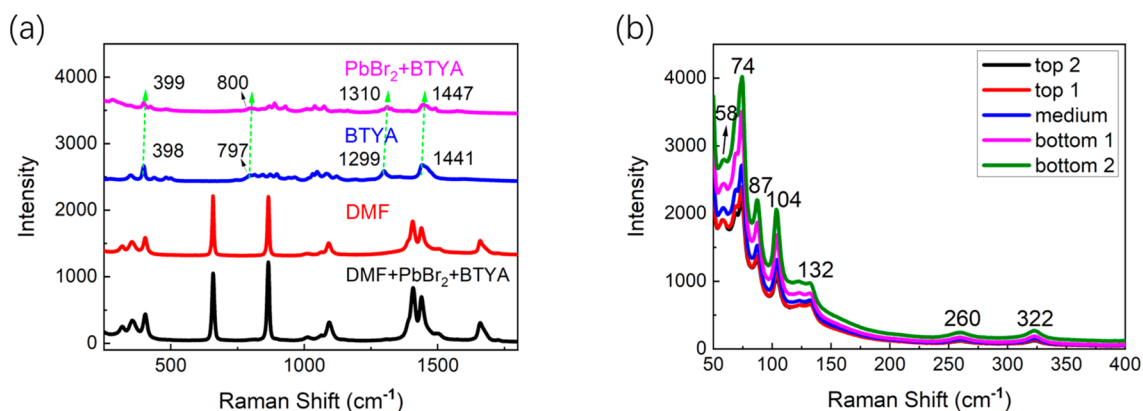 (a)
4000
3000
2000
1000
0
Intensity
PbBr₂+BTYA
399
800
1310
1447
BTYA
398
797
1299
1441
DMF
DMF+PbBr₂+BTYA
500
1000
1500
Raman Shift (cm⁻¹)
(b)
4000
3000
2000
1000
0
Intensity
74
58
87
104
132
260
322
top 2
top 1
medium
bottom 1
bottom 2
50
100
150
200
250
300
350
400
Raman Shift (cm⁻¹)